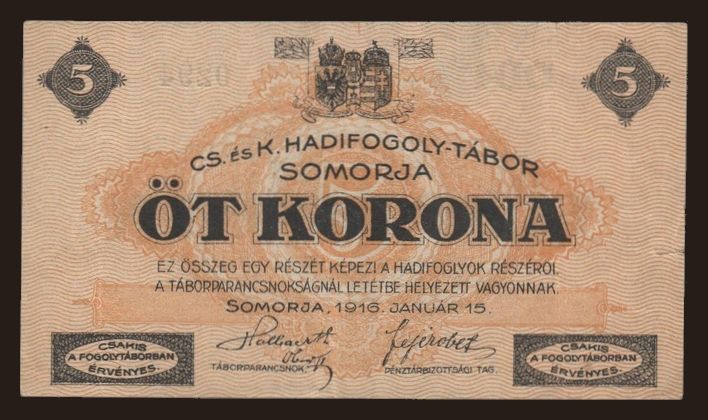 5
5
CS. ÉS K. HADIFOGOLY-TÁBOR
SOMORJA
ÖT KORONA
EZ ÖSSZEG EGY RÉSZÉT KÉPEZI A HADIFOGLYOK RÉSZÉRŐL
A TÁBORPARANCSNOKSÁGNÁL LETÉTBE HELYEZETT VAGYONNAK.
SOMORJA, 1916. JANUÁR 15.
CSAKIS
A FOGOLYTÁBORBAN
ÉRVÉNYES.
TÁBORPARANCSNOK.
PÉNZTÁRBIZOTTSÁGI TAG.
CSAKIS
A FOGOLYTÁBORBAN
ÉRVÉNYES.